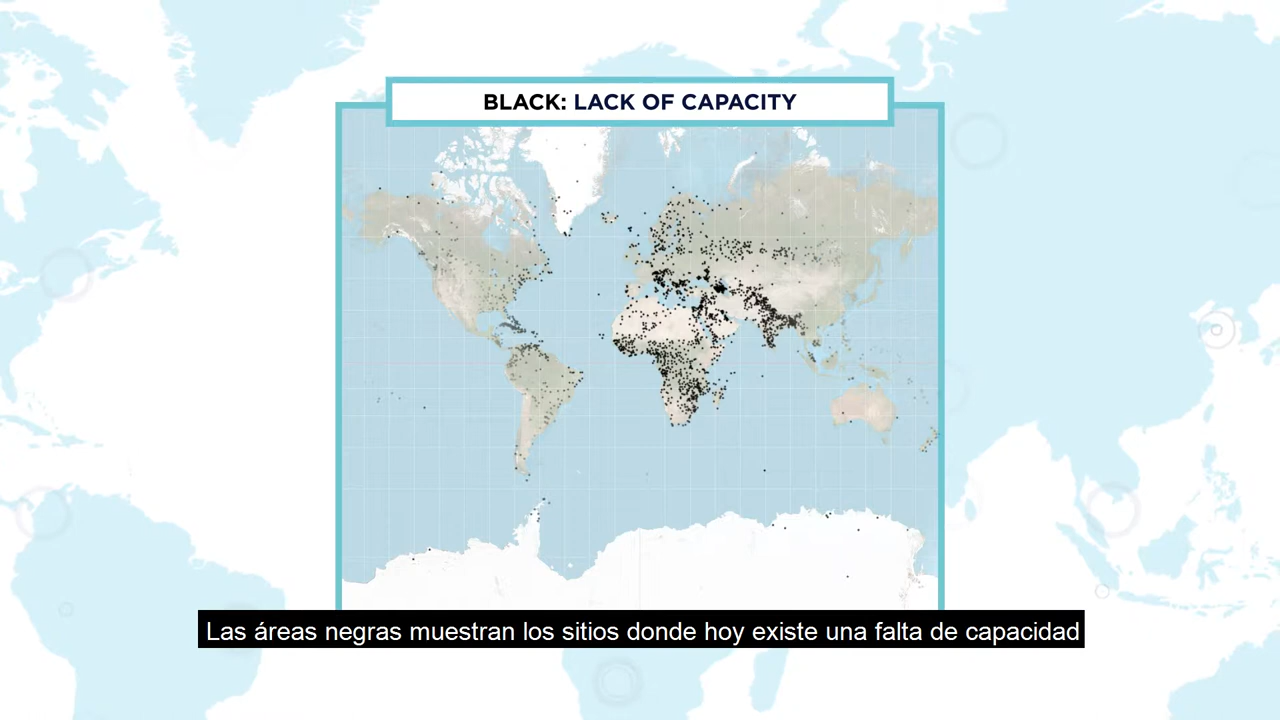 BLACK: LACK OF CAPACITY
Las áreas negras muestran los sitios donde hoy existe una falta de capacidad